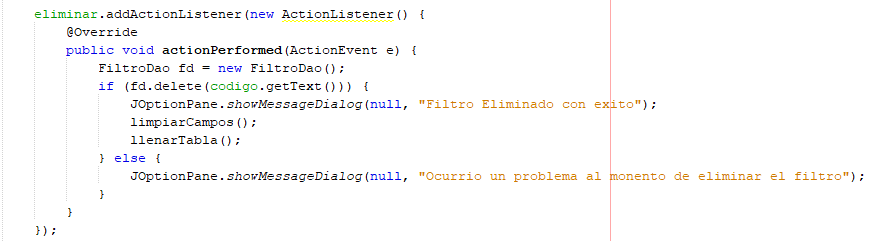 eliminar.addActionListener(new ActionListener() {
@Override
public void actionPerformed(ActionEvent e) {
FiltroDao fd = new FiltroDao();
if (fd.delete(codigo.getText())) {
JOptionPane.showMessageDialog(null, "Filtro Eliminado con exito");
limpiarCampos();
llenarTabla();
} else {
JOptionPane.showMessageDialog(null, "Ocurrio un problema al monento de eliminar el filtro");
}
}
});